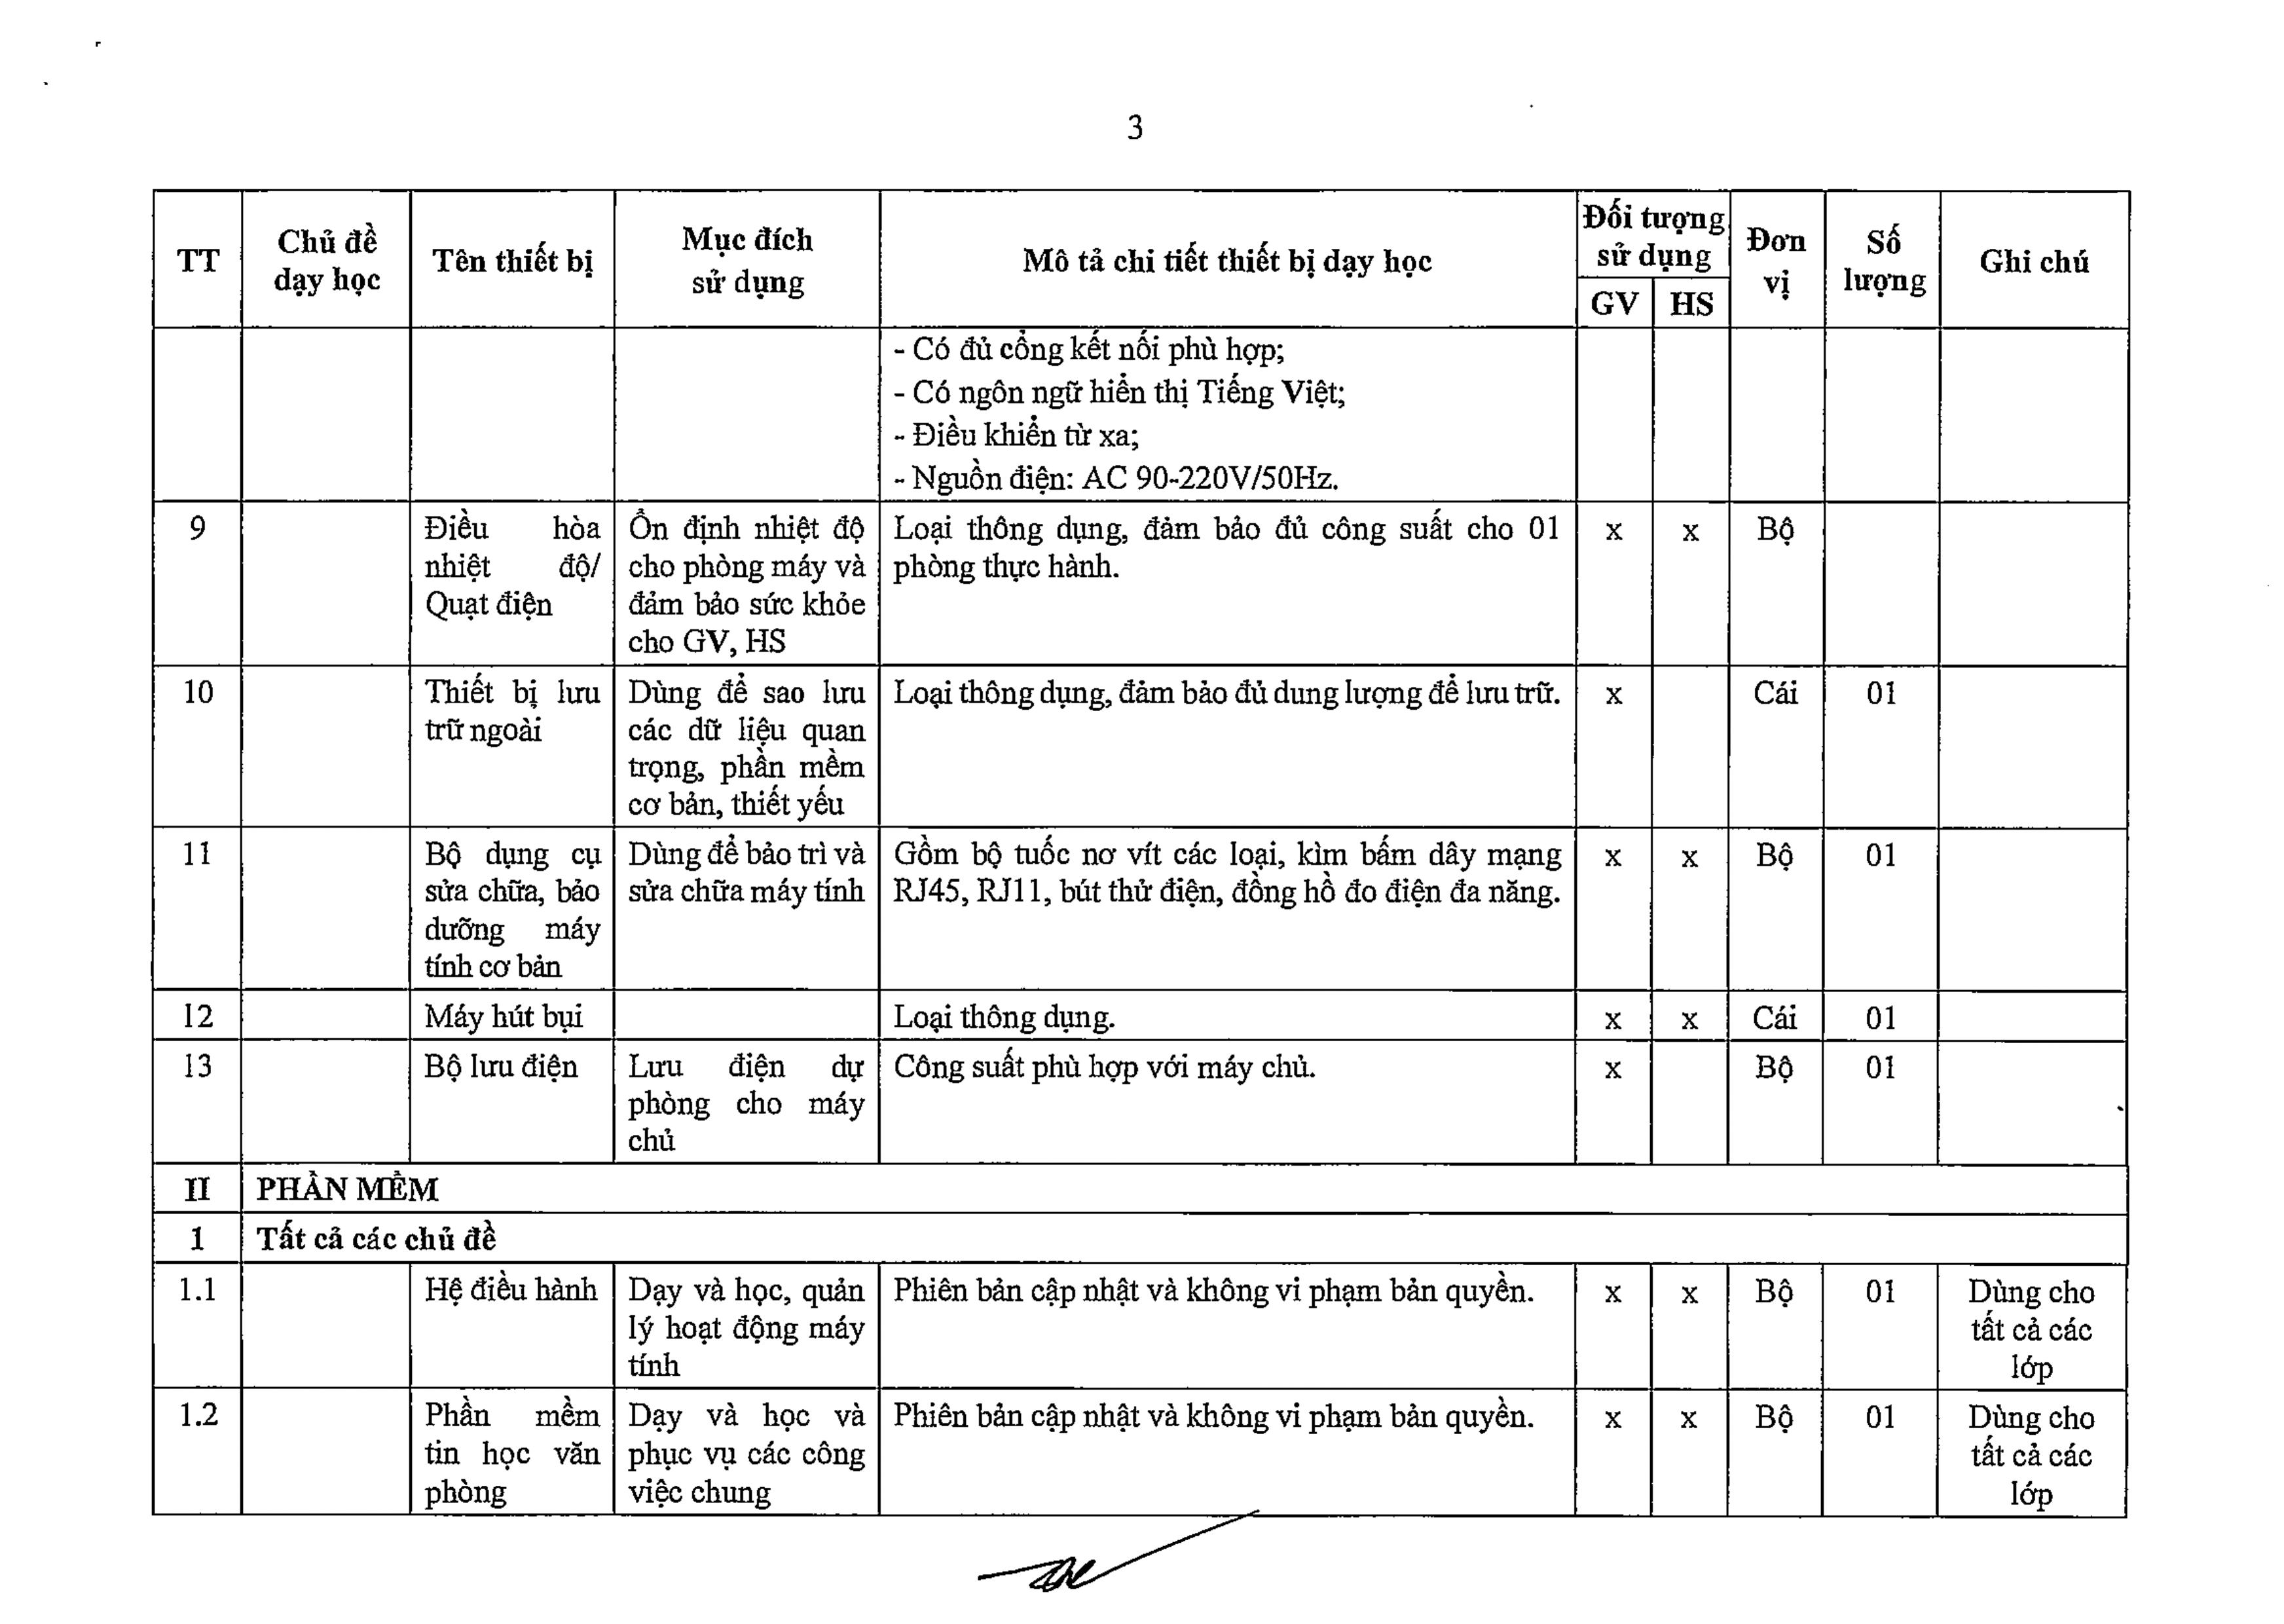 3
TT
Chủ đề
dạy học
Tên thiết bị
Mục đích
sử dụng
Mô tả chi tiết thiết bị dạy học
Đối tượng
sử dụng
GV
HS
Đơn
vị
Số
lượng
Ghi chú
- Có đủ cổng kết nối phù hợp;
- Có ngôn ngữ hiển thị Tiếng Việt;
- Điều khiển từ xa;
- Nguồn điện: AC 90-220V/50Hz.
9
Điều hòa
nhiệt độ/
Quạt điện
Ổn định nhiệt độ
cho phòng máy và
đảm bảo sức khỏe
cho GV, HS
Loại thông dụng, đảm bảo đủ công suất cho 01
phòng thực hành.
x
x
Bộ
10
Thiết bị lưu
trữ ngoài
Dùng để sao lưu
các dữ liệu quan
trọng, phần mềm
cơ bản, thiết yếu
Loại thông dụng, đảm bảo đủ dung lượng để lưu trữ.
x
Cái
01
11
Bộ dụng cụ
sửa chữa, bảo
dưỡng máy
tính cơ bản
Dùng để bảo trì và
sửa chữa máy tính
Gồm bộ tuốc nơ vít các loại, kìm bấm dây mạng
RJ45, RJ11, bút thử điện, đồng hồ đo điện đa năng.
x
x
Bộ
01
12
Máy hút bụi
Loại thông dụng.
x
x
Cái
01
13
Bộ lưu điện
Lưu điện dự
phòng cho máy
chủ
Công suất phù hợp với máy chủ.
x
Bộ
01
II
PHẦN MỀM
1
Tất cả các chủ đề
1.1
Hệ điều hành
Dạy và học, quản
lý hoạt động máy
tính
Phiên bản cập nhật và không vi phạm bản quyền.
x
x
Bộ
01
Dùng cho
tất cả các
lớp
1.2
Phần mềm
tin học văn
phòng
Dạy và học và
phục vụ các công
việc chung
Phiên bản cập nhật và không vi phạm bản quyền.
x
x
Bộ
01
Dùng cho
tất cả các
lớp